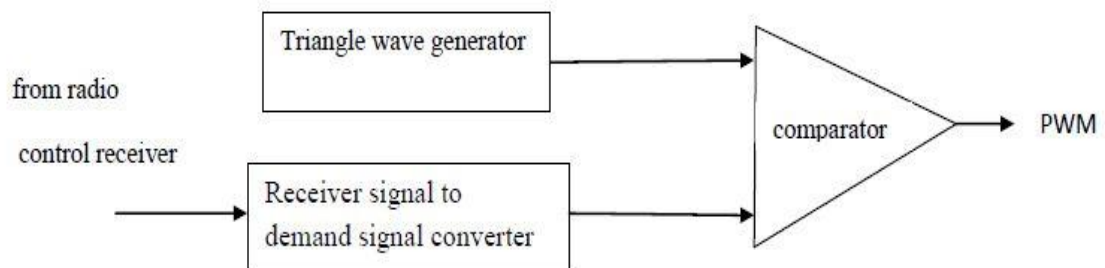 Triangle wave generator
from radio
control receiver
comparator
PWM
Receiver signal to
demand signal converter